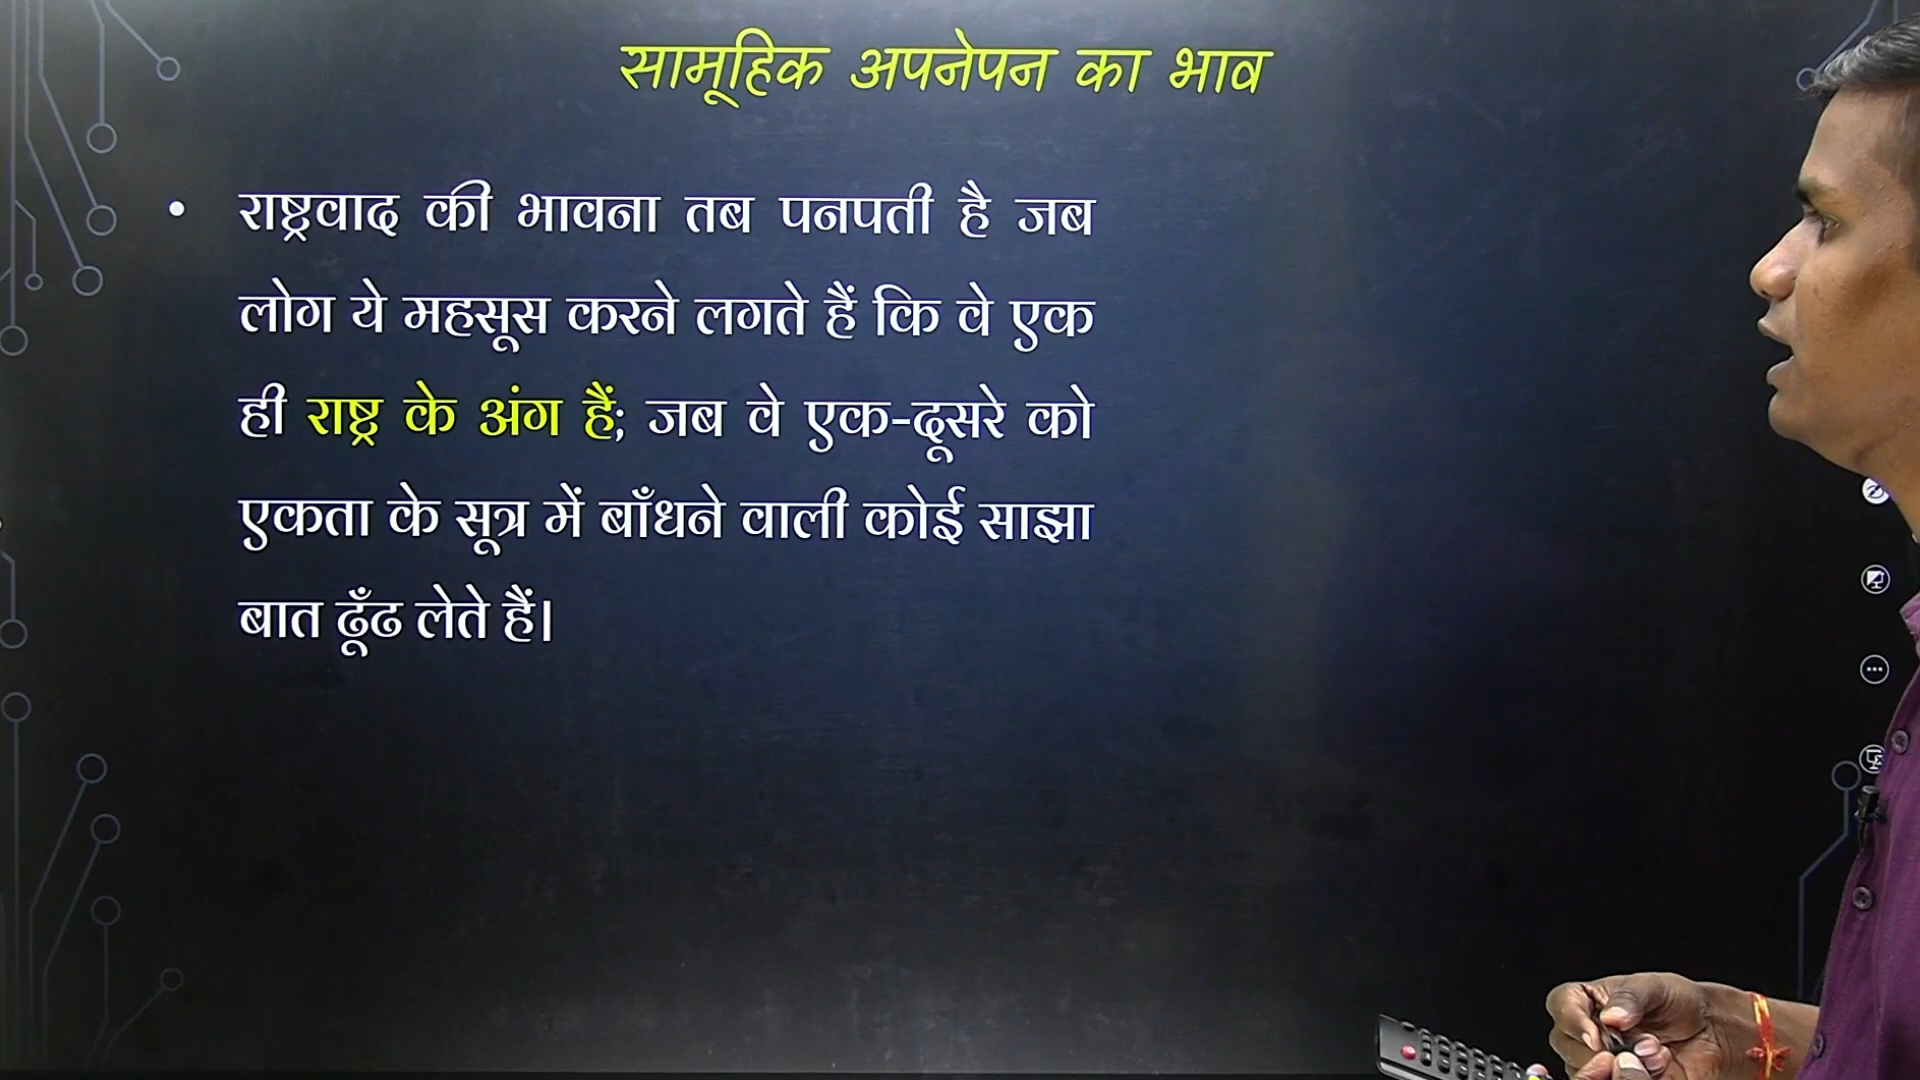 सामूहिक अपनेपन का भाव
• राष्ट्रवाद की भावना तब पनपती है जब
लोग ये महसूस करने लगते हैं कि वे एक
ही राष्ट्र के अंग हैं; जब वे एक-दूसरे को
एकता के सूत्र में बाँधने वाली कोई साझा
बात ढूँढ लेते हैं।